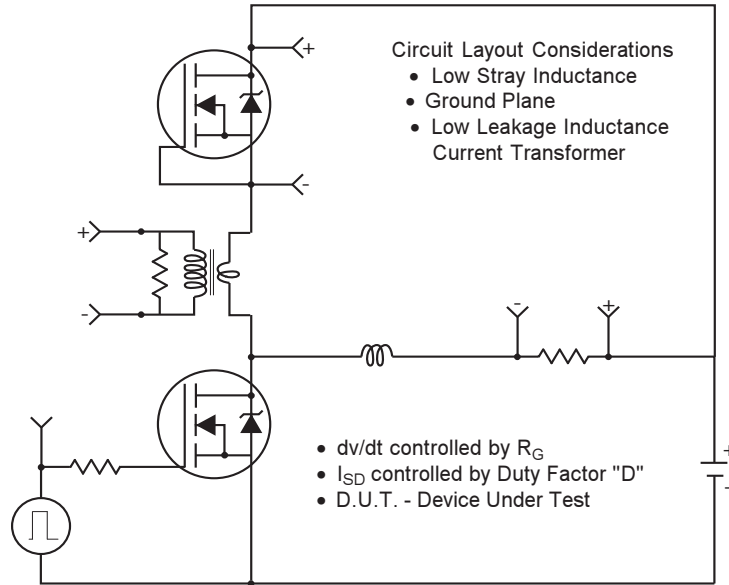 +
Circuit Layout Considerations
• Low Stray Inductance
• Ground Plane
• Low Leakage Inductance
Current Transformer
-
+
-
- +
• dv/dt controlled by RG
• ISD controlled by Duty Factor "D"
• D.U.T. - Device Under Test
+
-